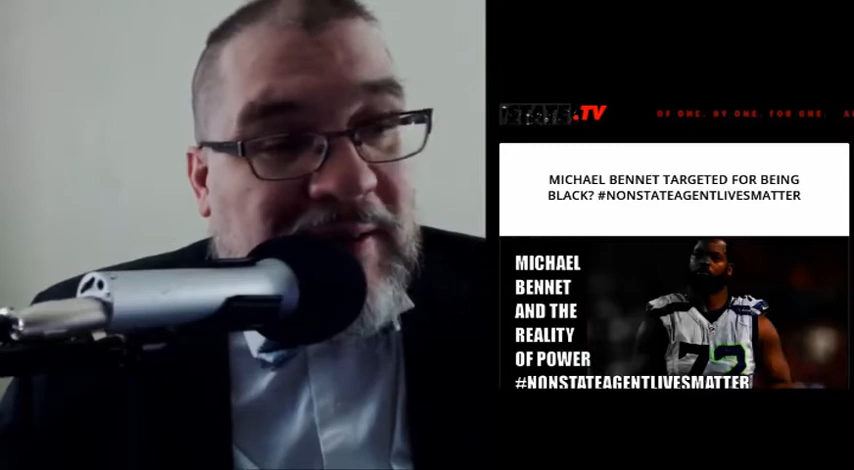 .TV
OF ONE. BY ONE. FOR ONE.
MICHAEL BENNET TARGETED FOR BEING
BLACK? #NONSTATEAGENTLIVESMATTER
MICHAEL
BENNET
AND THE
REALITY
OF POWER
#NONSTATEAGENTLIVESMATTER
72